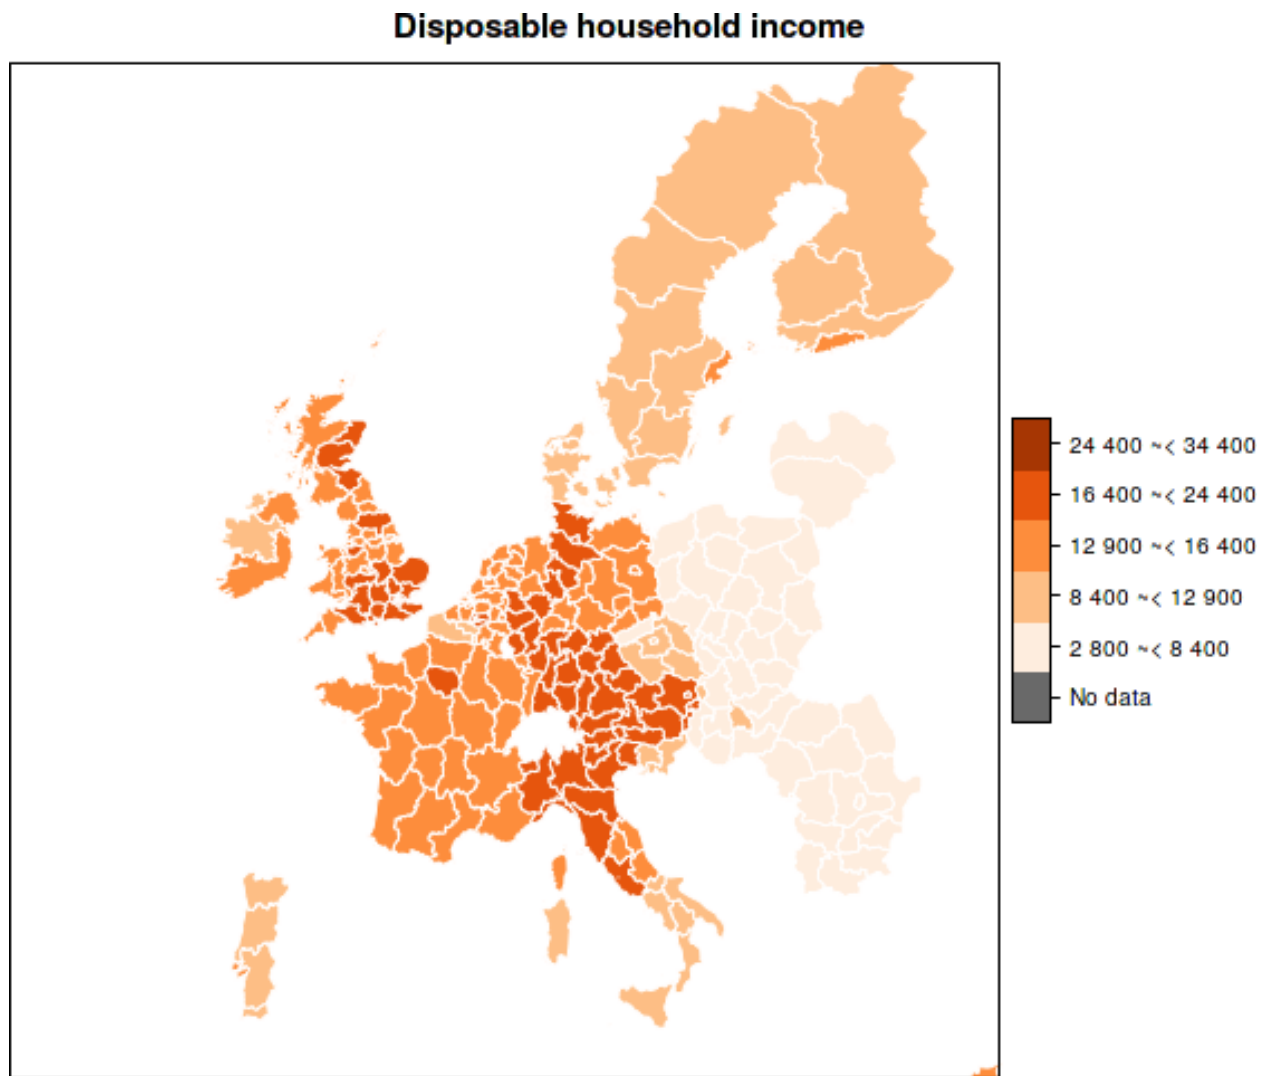 Disposable household income
24 400 ~< 34 400
16 400 ~< 24 400
12 900 ~< 16 400
8 400 ~< 12 900
2 800 ~< 8 400
No data